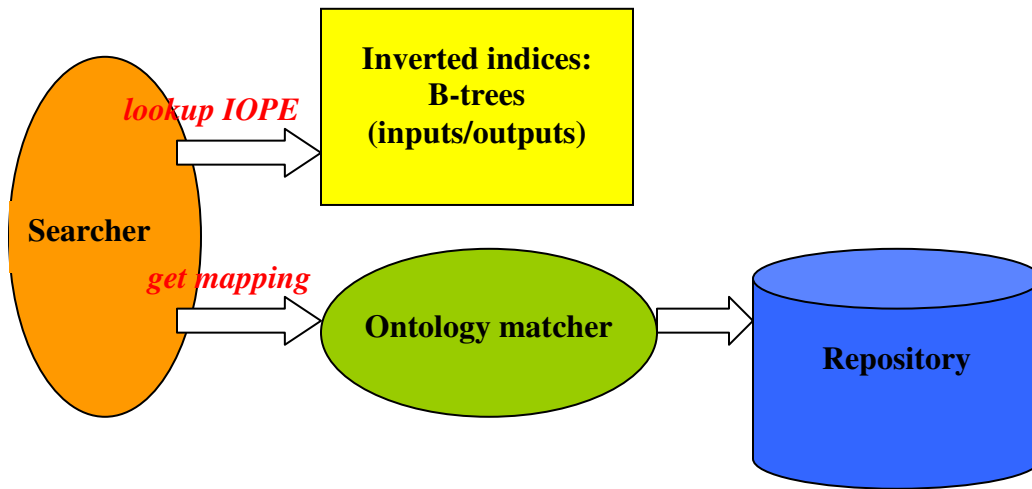 Inverted indices:
B-trees
(inputs/outputs)
lookup IOPE
Searcher
get mapping
Ontology matcher
Repository